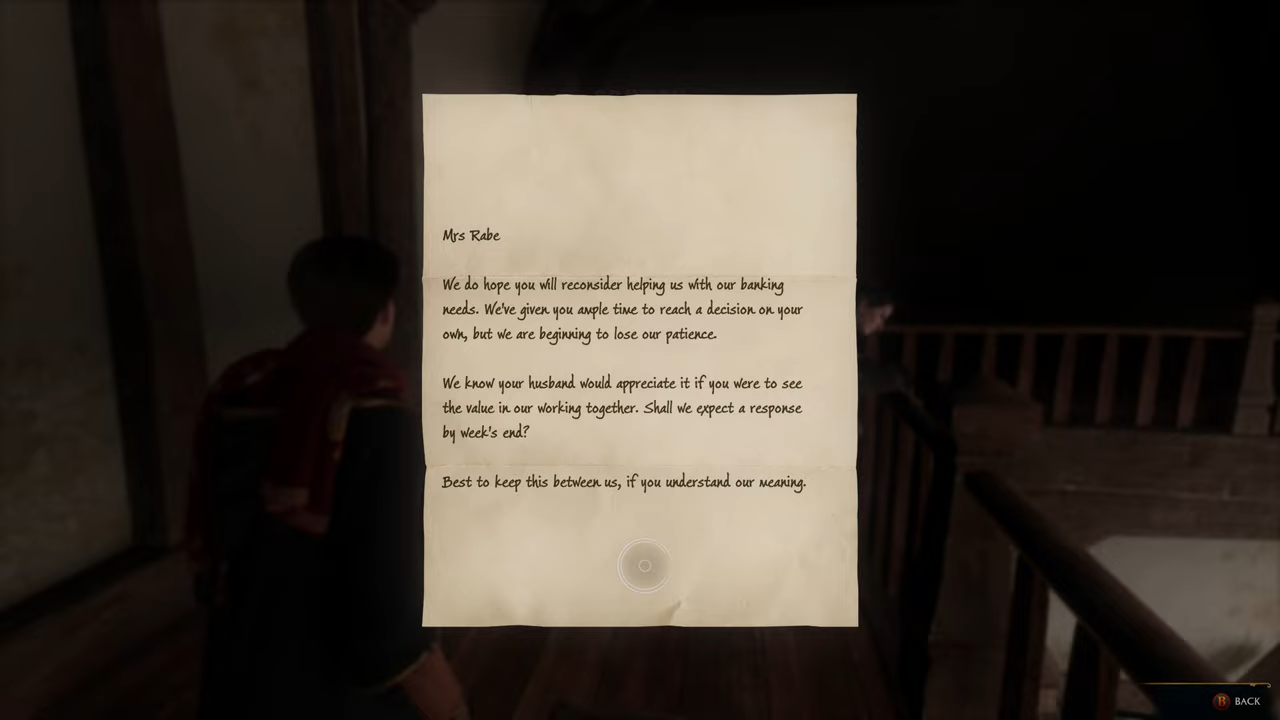 Mrs Rabe
We do hope you will reconsider helping us with our banking
needs. We've given you ample time to reach a decision on your
own, but we are beginning to lose our patience.
We know your husband would appreciate it if you were to see
the value in our working together. Shall we expect a response
by week's end?
Best to keep this between us, if you understand our meaning.
B BACK